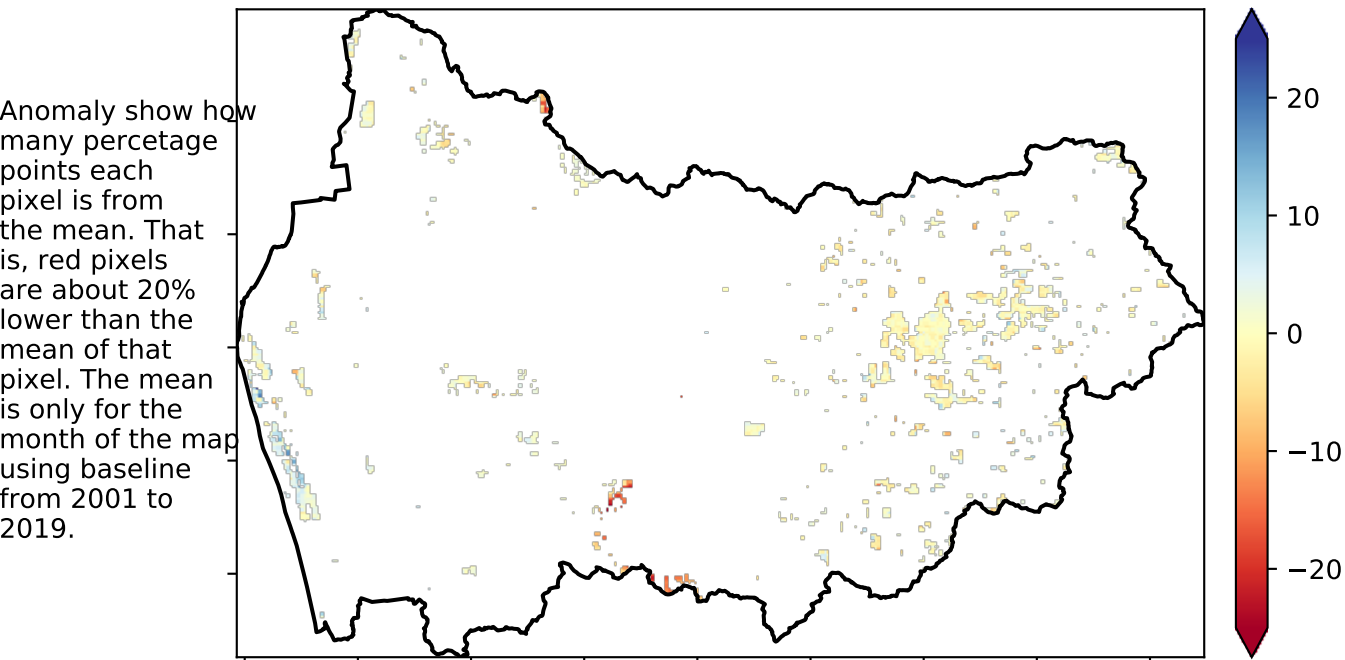 Anomaly show how
many percetage
points each
pixel is from
the mean. That
is, red pixels
are about 20%
lower than the
mean of that
pixel. The mean
is only for the
month of the map
using baseline
from 2001 to
2019.
20
10
0
−10
−20